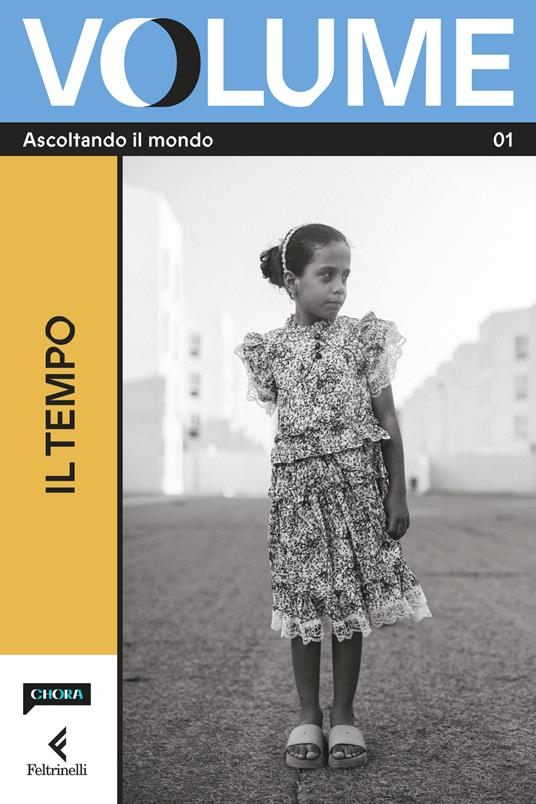 VOLUME
Ascoltando il mondo
01
IL TEMPO
CHORA
Feltrinelli